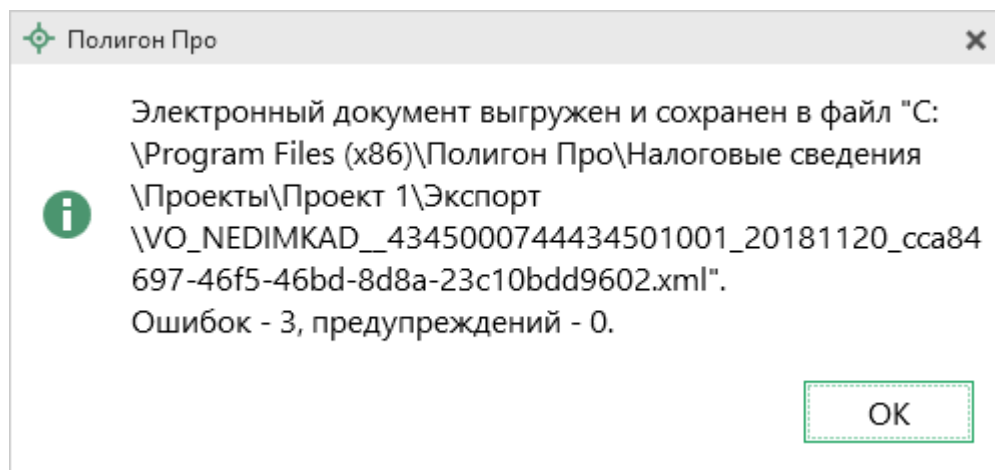 Полигон Про
Электронный документ выгружен и сохранен в файл "C:
\Program Files (x86)\Полигон Про\Налоговые сведения
\Проекты\Проект 1\Экспорт
\VO_NEDIMKAD__4345000744434501001_20181120_cca84
697-46f5-46bd-8d8a-23c10bdd9602.xml".
Ошибок - 3, предупреждений - 0.
ОК